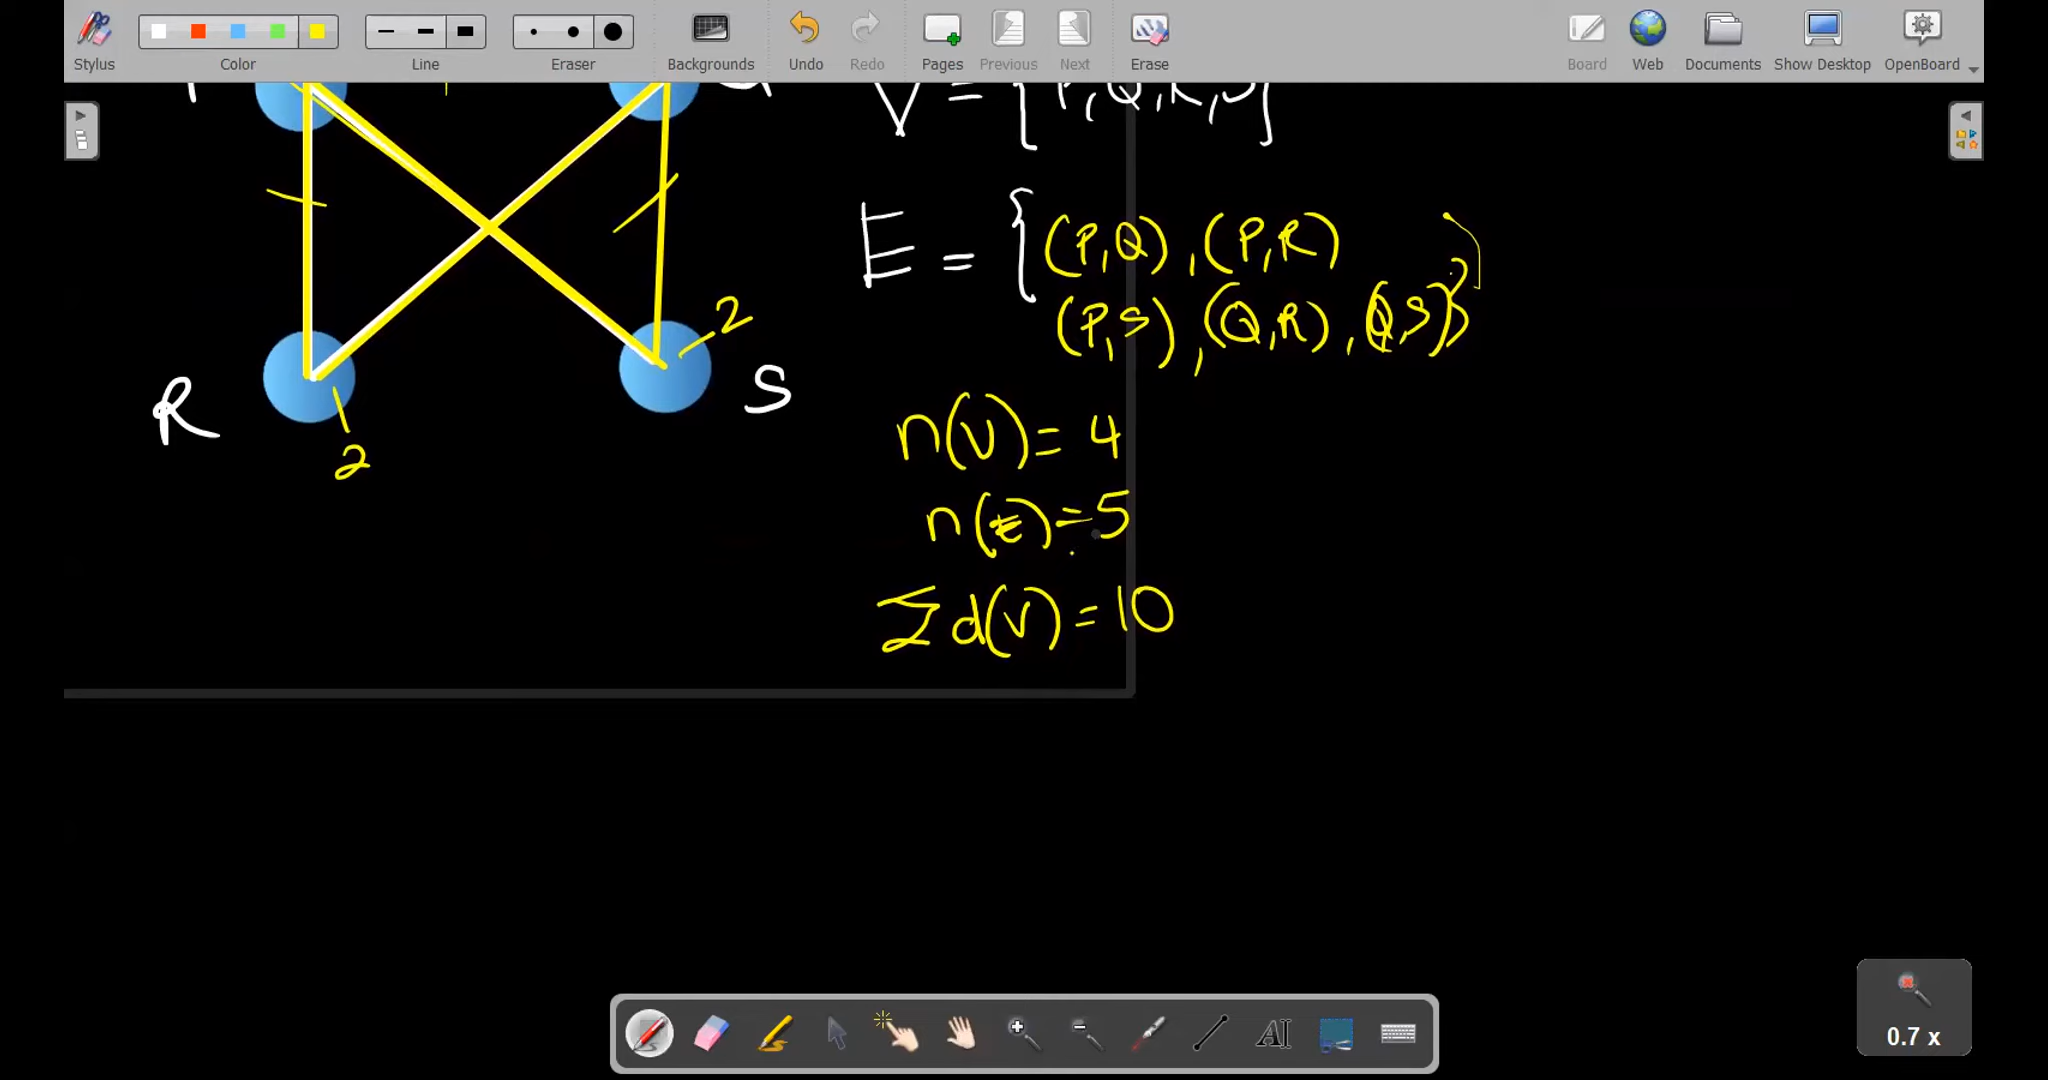 Stylus
Color
Line
Eraser
Backgrounds
Undo
Redo
Pages
Previous
Next
Erase
Board
Web
Documents
Show Desktop
OpenBoard
V = {P, Q, R, S}
E = {(P,Q), (P,R)
(P,S), (Q,R), (Q,S)}
2
S
R
2
n(V) = 4
n(E) = 5
Σ d(V) = 10
AI
0.7 x